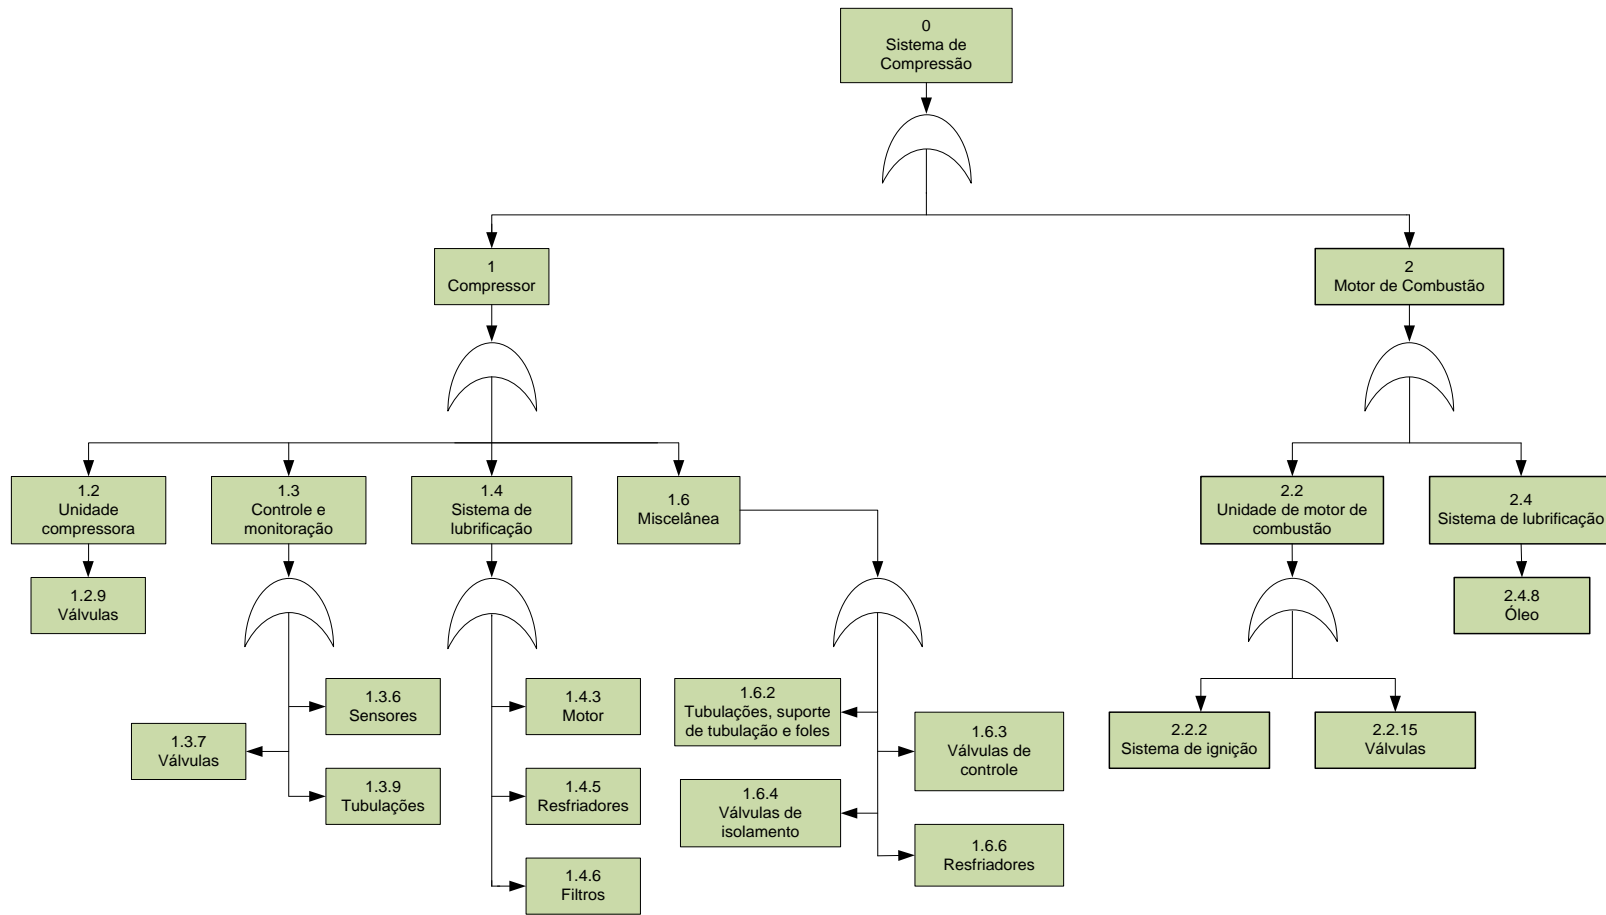 0
Sistema de
Compressão
1
Compressor
2
Motor de Combustão
1.2
Unidade
compressora
1.3
Controle e
monitoração
1.4
Sistema de
lubrificação
1.6
Miscelânea
2.2
Unidade de motor de
combustão
2.4
Sistema de lubrificação
1.2.9
Válvulas
2.4.8
Óleo
1.3.6
Sensores
1.3.7
Válvulas
1.3.9
Tubulações
1.4.3
Motor
1.4.5
Resfriadores
1.4.6
Filtros
1.6.2
Tubulações, suporte
de tubulação e foles
1.6.3
Válvulas de
controle
1.6.4
Válvulas de
isolamento
1.6.6
Resfriadores
2.2.2
Sistema de ignição
2.2.15
Válvulas